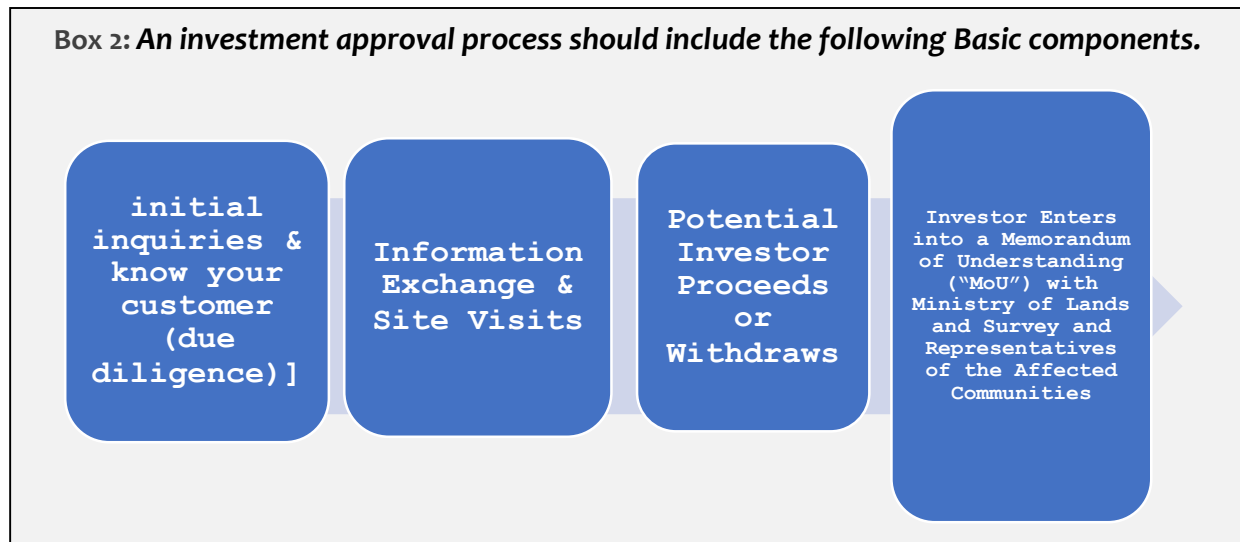 Box 2: An investment approval process should include the following Basic components.
initial
inquiries &
know your
customer
(due
diligence)]
Information
Exchange &
Site Visits
Potential
Investor
Proceeds
or
Withdraws
Investor Enters
into a Memorandum
of Understanding
(“MoU”) with
Ministry of Lands
and Survey and
Representatives
of the Affected
Communities